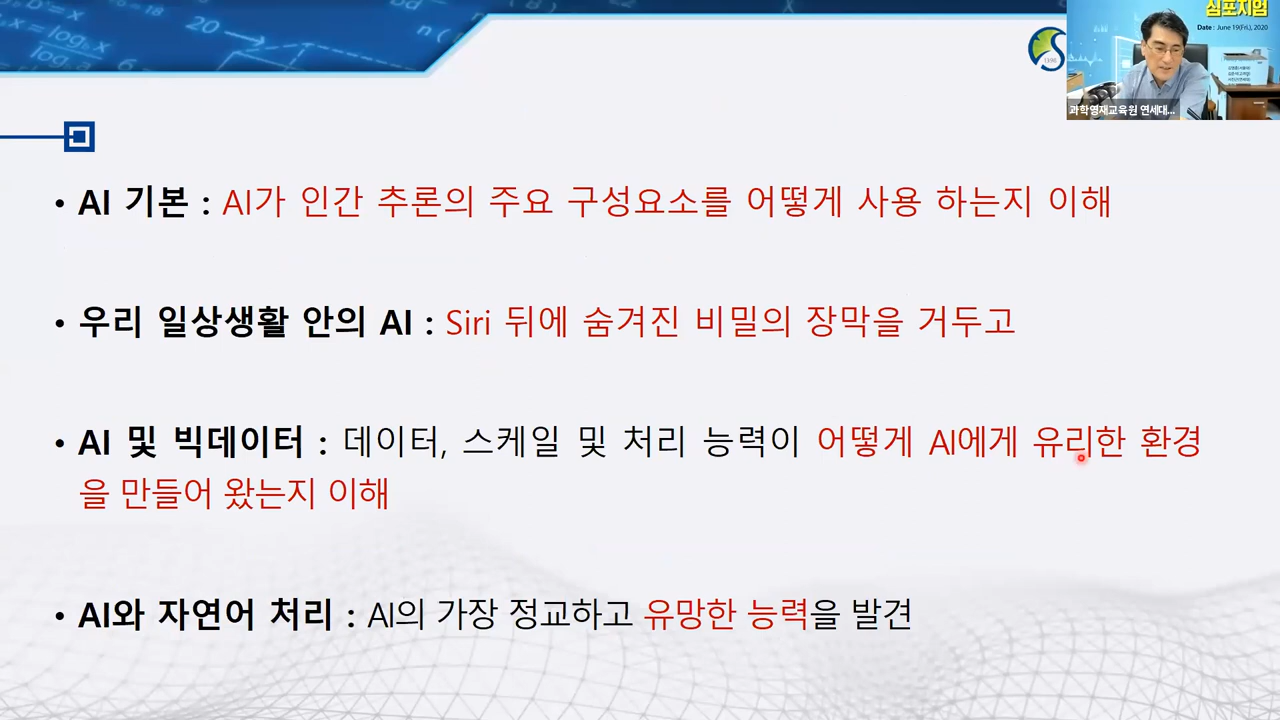 심포지엄
Date : June 19(Fri.), 2020
과학영재교육원 연세대...
• AI 기본 : AI가 인간 추론의 주요 구성요소를 어떻게 사용 하는지 이해
• 우리 일상생활 안의 AI : Siri 뒤에 숨겨진 비밀의 장막을 거두고
• AI 및 빅데이터 : 데이터, 스케일 및 처리 능력이 어떻게 AI에게 유리한 환경
을 만들어 왔는지 이해
• AI와 자연어 처리 : AI의 가장 정교하고 유망한 능력을 발견